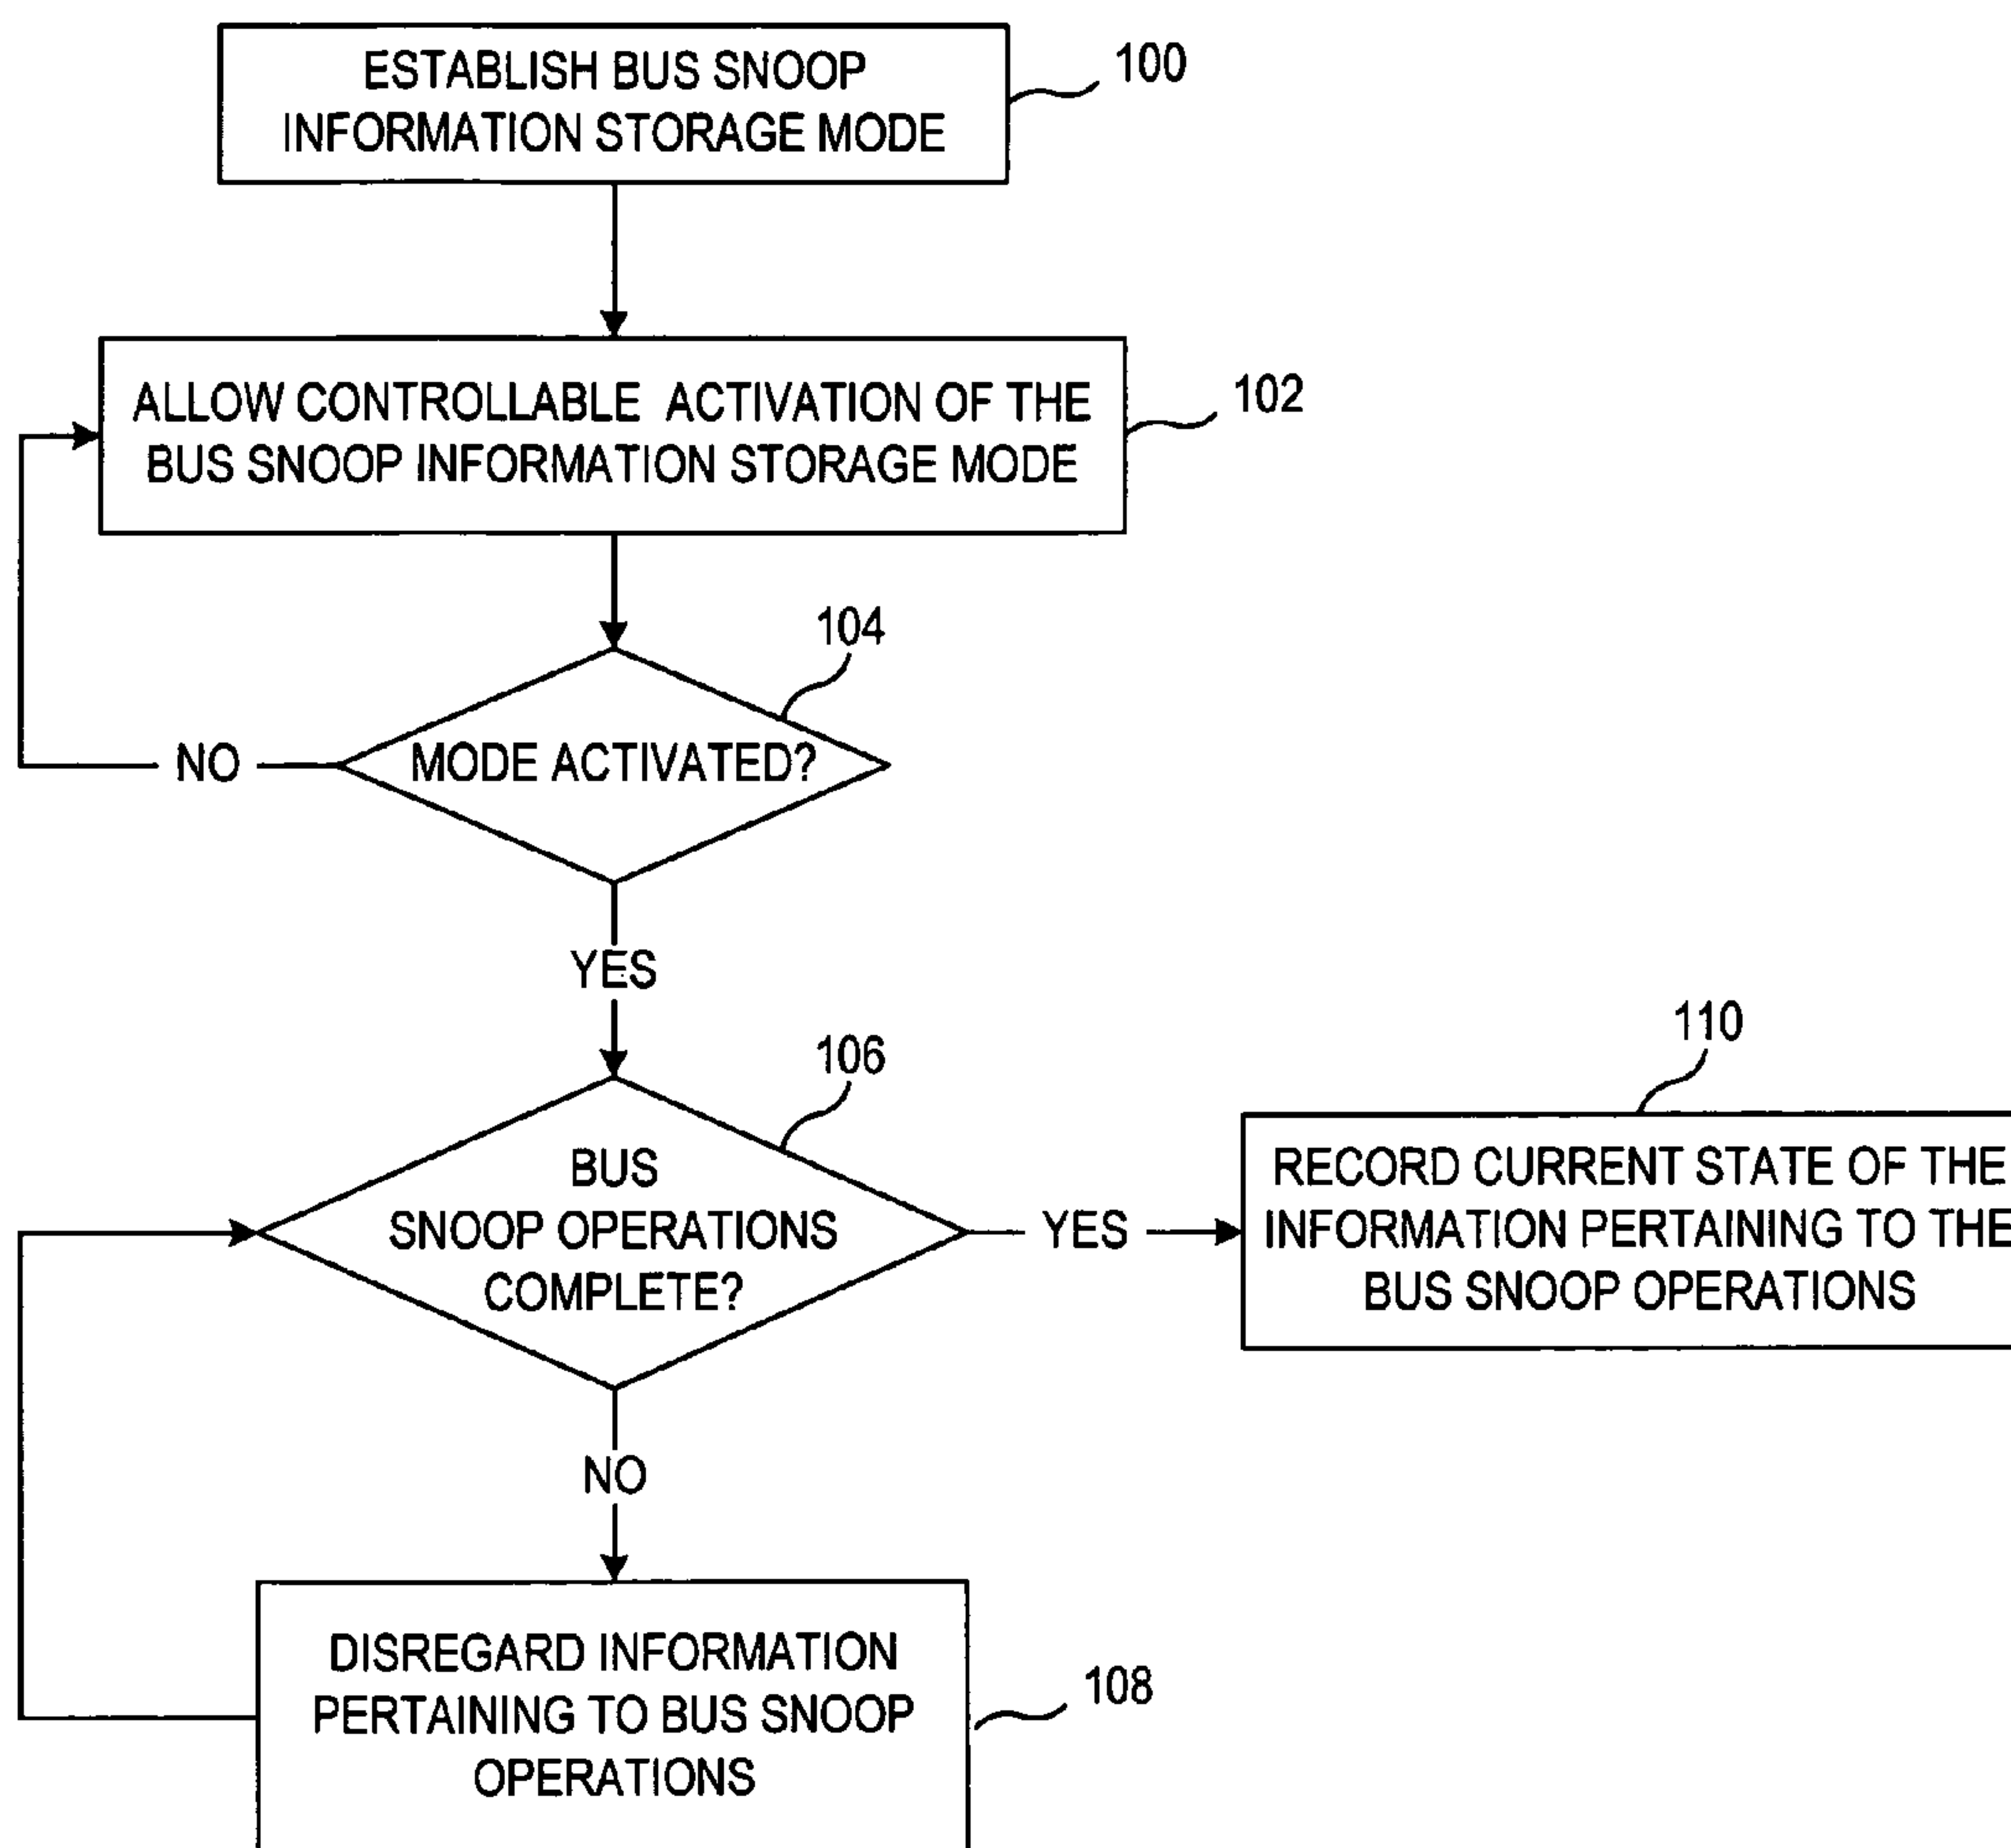 ESTABLISH BUS SNOOP
INFORMATION STORAGE MODE
100
ALLOW CONTROLLABLE ACTIVATION OF THE
BUS SNOOP INFORMATION STORAGE MODE
102
104
MODE ACTIVATED?
NO
YES
106
BUS
SNOOP OPERATIONS
COMPLETE?
YES
110
RECORD CURRENT STATE OF THE
INFORMATION PERTAINING TO THE
BUS SNOOP OPERATIONS
NO
DISREGARD INFORMATION
PERTAINING TO BUS SNOOP
OPERATIONS
108